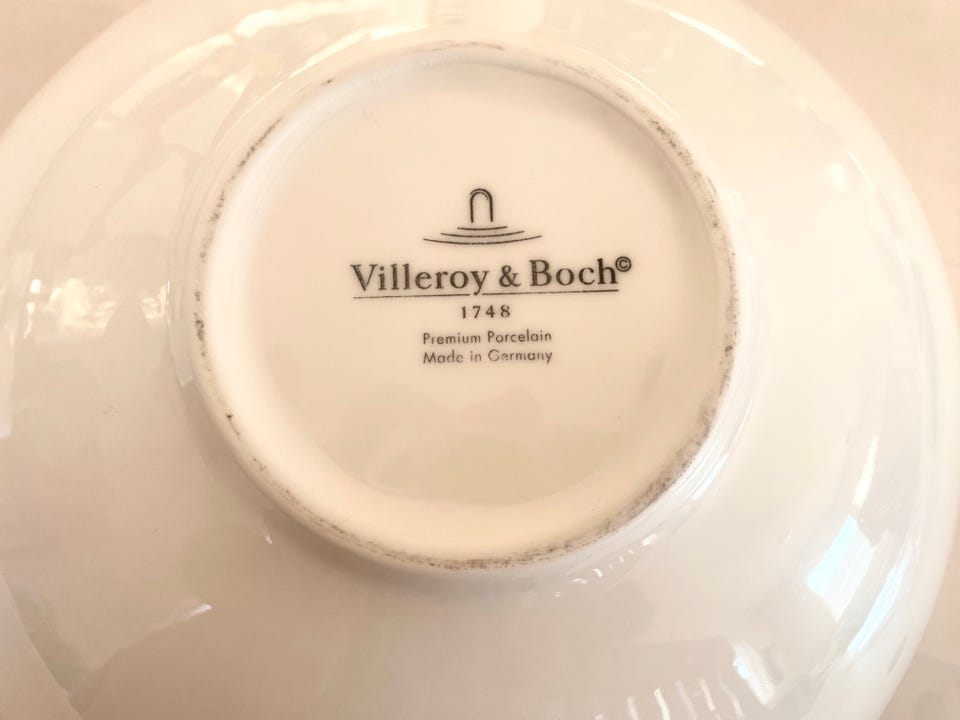 Villeroy & Boch©
1748
Premium Porcelain
Made in Germany